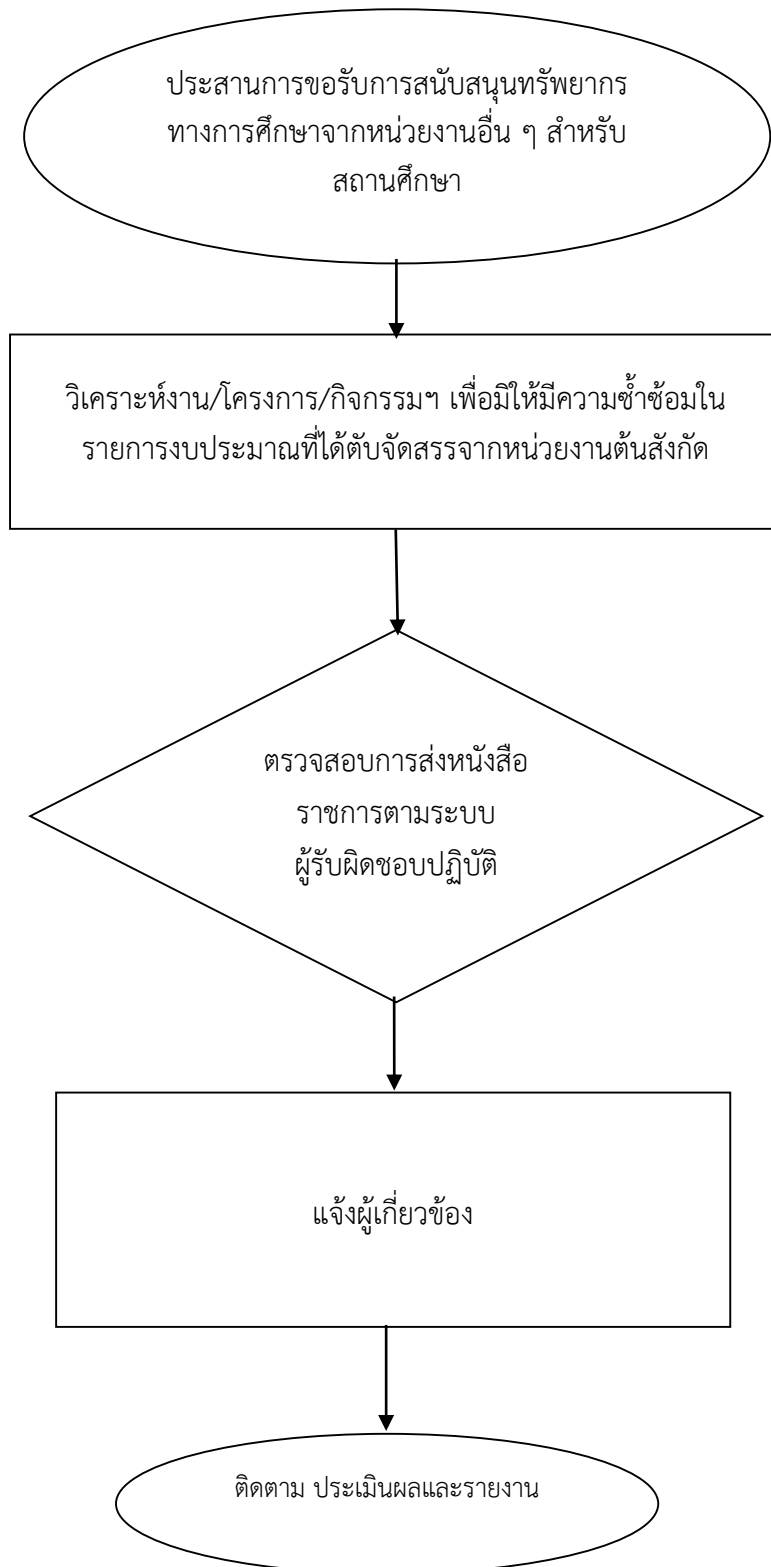 ประสานการขอรับการสนับสนุนทรัพยากร
ทางการศึกษาจากหน่วยงานอื่น ๆ สำหรับ
สถานศึกษา
วิเคราะห์งาน/โครงการ/กิจกรรมฯ เพื่อมิให้มีความซ้ำซ้อมใน
รายการงบประมาณที่ได้ตับจัดสรรจากหน่วยงานต้นสังกัด
ตรวจสอบการส่งหนังสือ
ราชการตามระบบ
ผู้รับผิดชอบปฏิบัติ
แจ้งผู้เกี่ยวข้อง
ติดตาม ประเมินผลและรายงาน